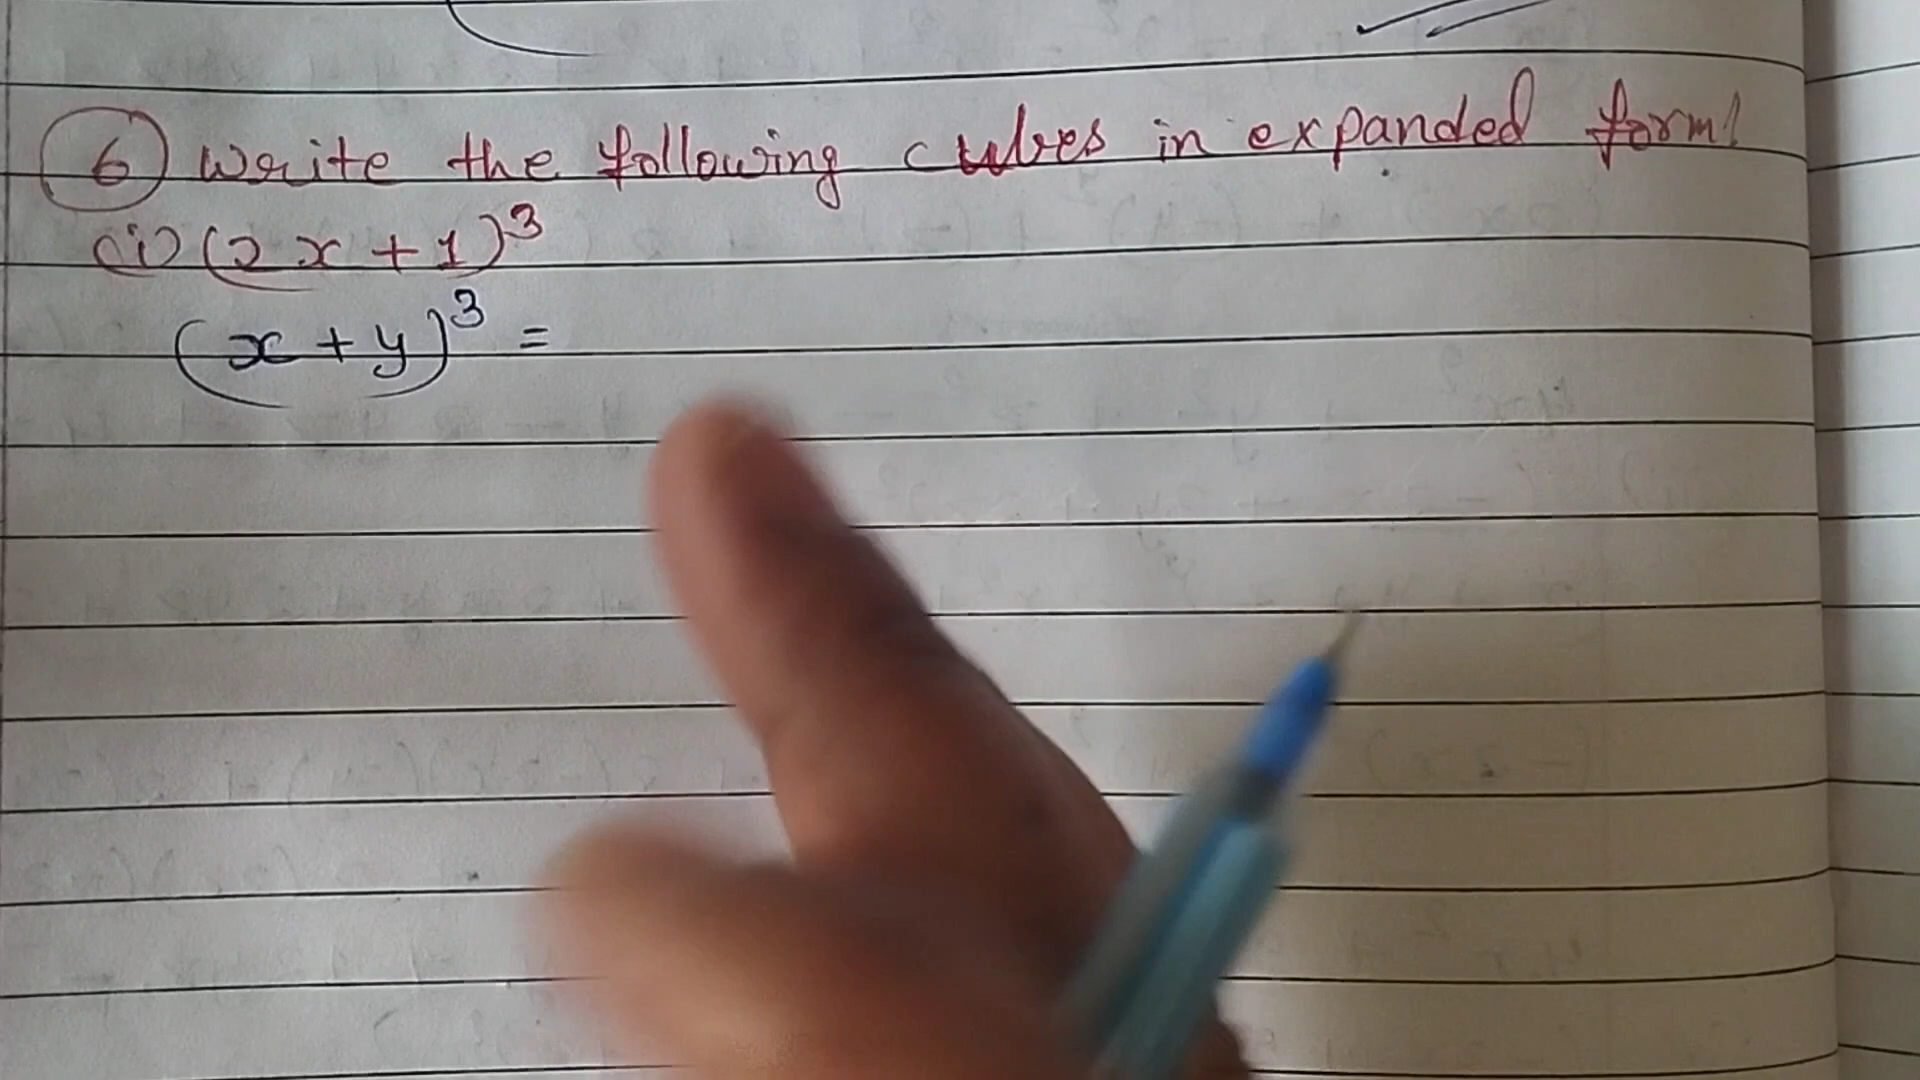 6 Write the following cubes in expanded form:
(i) (2x + 1)³
(x + y)³ =